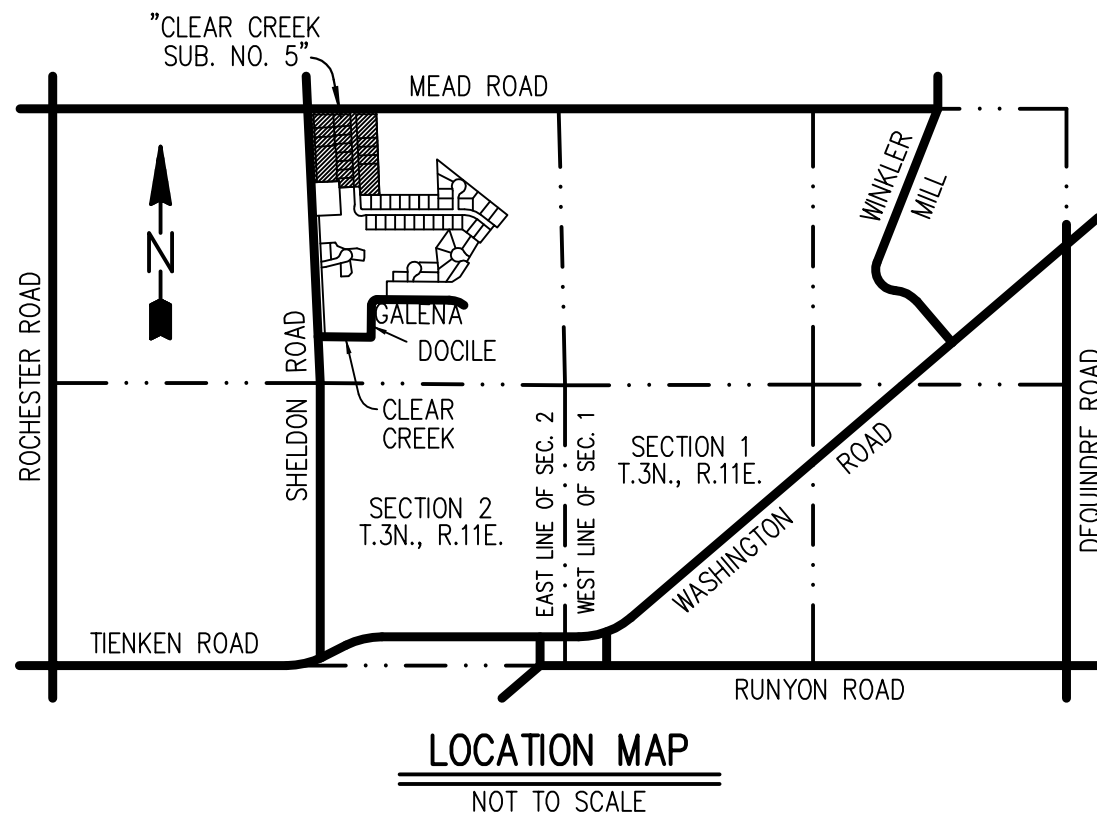 "CLEAR CREEK
SUB. NO. 5"
MEAD ROAD
WINKLER
MILL
N
ROCHESTER ROAD
SHELDON ROAD
GALENA
DOCILE
CLEAR
CREEK
SECTION 1
T.3N., R.11E.
SECTION 2
T.3N., R.11E.
EAST LINE OF SEC. 2
WEST LINE OF SEC. 1
WASHINGTON ROAD
DEQUINDRE ROAD
TIENKEN ROAD
RUNYON ROAD
LOCATION MAP
NOT TO SCALE